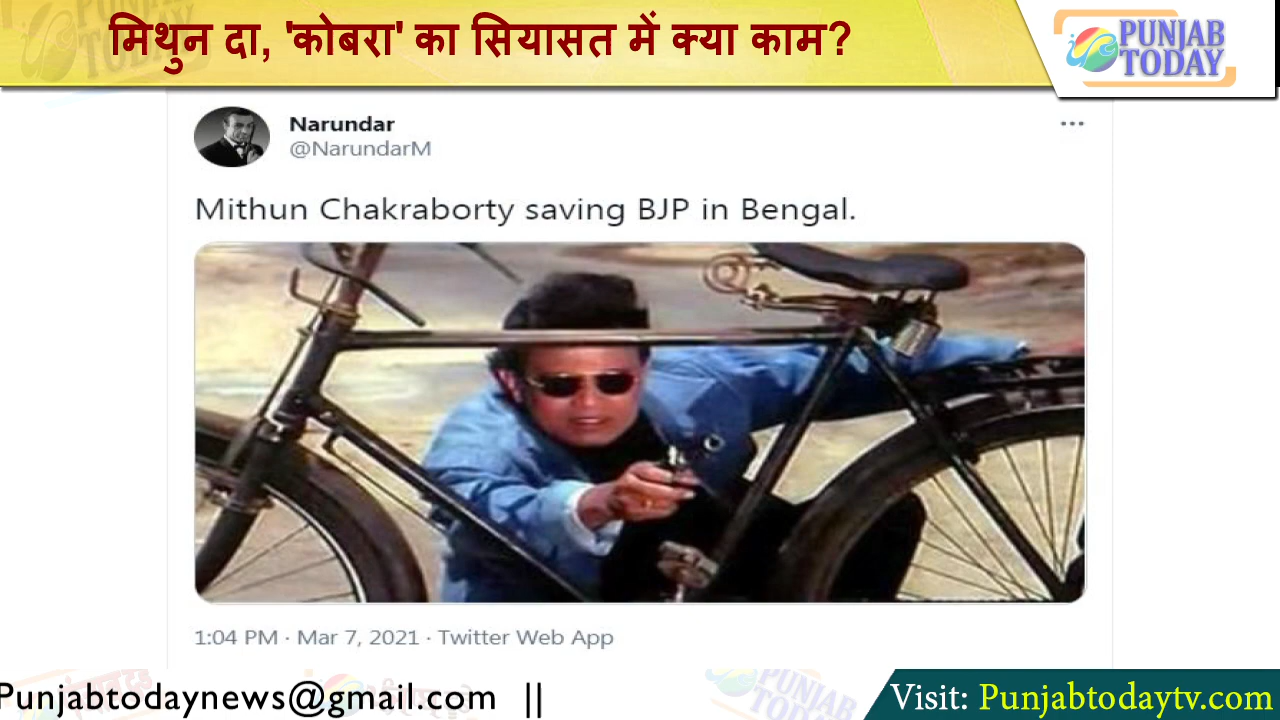 मिथुन दा, 'कोबरा' का सियासत में क्या काम?
PUNJAB
TODAY
Narundar
@NarundarM
Mithun Chakraborty saving BJP in Bengal.
1:04 PM · Mar 7, 2021 · Twitter Web App
Punjabtodaynews@gmail.com ||
Visit: Punjabtodaytv.com